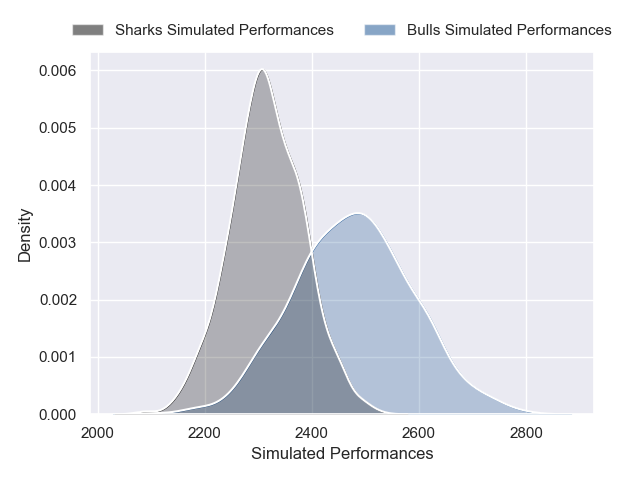 Sharks Simulated Performances Bulls Simulated Performances
0.006
0.005
0.004
0.003
0.002
0.001
0.000
Density
2000 2200 2400 2600 2800
Simulated Performances